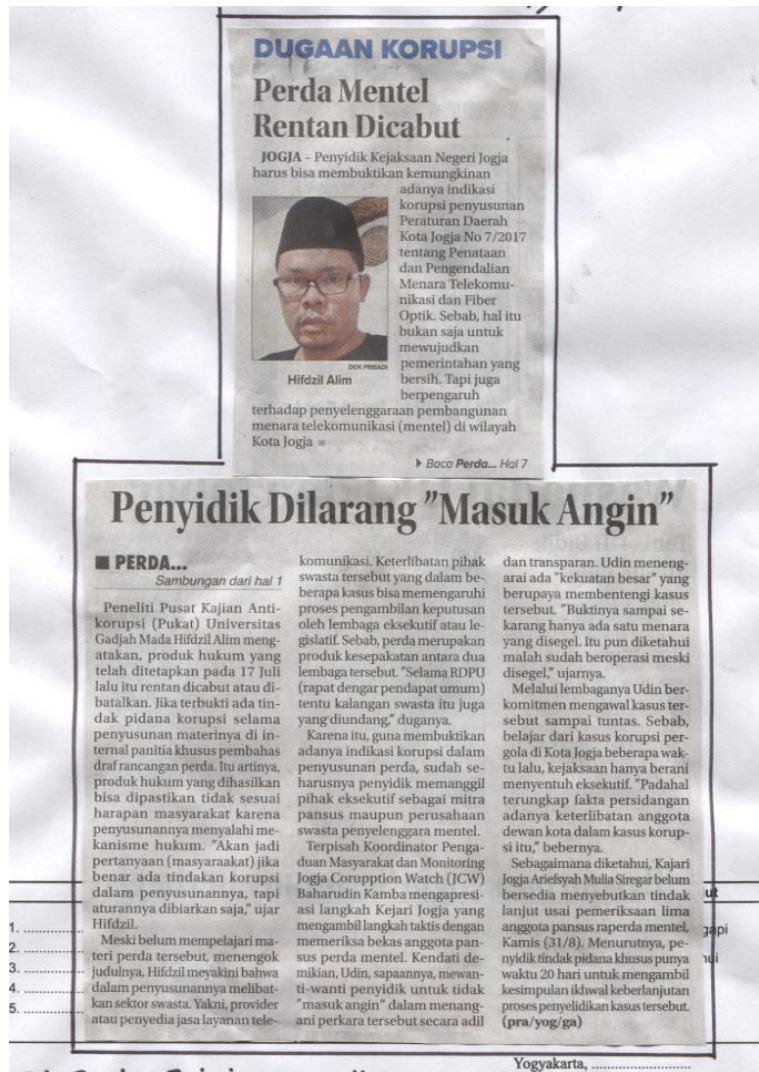 DUGAAN KORUPSI
Perda Mentel
Rentan Dicabut
JOGJA – Penyidik Kejaksaan Negeri Jogja
harus bisa membuktikan kemungkinan
adanya indikasi
korupsi penyusunan
Peraturan Daerah
Kota Jogja No 7/2017
tentang Penataan
dan Pengendalian
Menara Telekomu-
nikasi dan Fiber
Optik. Sebab, hal itu
bukan saja untuk
mewujudkan
pemerintahan yang
bersih. Tapi juga
berpengaruh
terhadap penyelenggaraan pembangunan
menara telekomunikasi (mentel) di wilayah
Kota Jogja
DOK PRIBADI
Hifdzil Alim
Baca Perda... Hal 7
Penyidik Dilarang "Masuk Angin"
PERDA...
Sambungan dari hal 1
Peneliti Pusat Kajian Anti-
korupsi (Pukat) Universitas
Gadjah Mada Hifdzil Alim meng-
atakan, produk hukum yang
telah ditetapkan pada 17 Juli
lalu itu rentan dicabut atau di-
batalkan. Jika terbukti ada tin-
dak pidana korupsi selama
penyusunan materinya di in-
ternal panitia khusus pembahas
draf rancangan perda. Itu artinya,
produk hukum yang dihasilkan
bisa dipastikan tidak sesuai
harapan masyarakat karena
penyusunannya menyalahi me-
kanisme hukum. "Akan jadi
pertanyaan (masyaraakat) jika
benar ada tindakan korupsi
dalam penyusunannya, tapi
aturannya dibiarkan saja," ujar
Hifdzil.
Meski belum mempelajari ma-
teri perda tersebut, menengok
judulnya, Hifdzil meyakini bahwa
dalam penyusunannya melibat-
kan sektor swasta. Yakni, provider
atau penyedia jasa layanan tele-
komunikasi. Keterlibatan pihak
swasta tersebut yang dalam be-
berapa kasus bisa memengaruhi
proses pengambilan keputusan
oleh lembaga eksekutif atau le-
gislatif. Sebab, perda merupakan
produk kesepakatan antara dua
lembaga tersebut. "Selama RDPU
(rapat dengar pendapat umum)
tentu kalangan swasta itu juga
yang diundang," duganya.
Karena itu, guna membuktikan
adanya indikasi korupsi dalam
penyusunan perda, sudah se-
harusnya penyidik memanggil
pihak eksekutif sebagai mitra
pansus maupun perusahaan
swasta penyelenggara mentel.
Terpisah Koordinator Penga-
duan Masyarakat dan Monitoring
Jogja Corupption Watch (JCW)
Baharudin Kamba mengapresi-
asi langkah Kejari Jogja yang
mengambil langkah taktis dengan
memeriksa bekas anggota pan-
sus perda mentel. Kendati de-
mikian, Udin, sapaannya, mewan-
ti-wanti penyidik untuk tidak
"masuk angin" dalam menang-
ani perkara tersebut secara adil
dan transparan. Udin meneng-
arai ada "kekuatan besar" yang
berupaya membentengi kasus
tersebut. "Buktinya sampai se-
karang hanya ada satu menara
yang disegel. Itu pun diketahui
malah sudah beroperasi meski
disegel," ujarnya.
Melalui lembaganya Udin ber-
komitmen mengawal kasus ter-
sebut sampai tuntas. Sebab,
belajar dari kasus korupsi per-
gola di Kota Jogja beberapa wak-
tu lalu, kejaksaan hanya berani
menyentuh eksekutif. "Padahal
terungkap fakta persidangan
adanya keterlibatan anggota
dewan kota dalam kasus korup-
si itu," bebernya.
Sebagaimana diketahui, Kajari
Jogja Ariefsyah Mulia Siregar belum
bersedia menyebutkan tindak
lanjut usai pemeriksaan lima
anggota pansus raperda mentel,
Kamis (31/8). Menurutnya, pe-
nyidik tindak pidana khusus punya
waktu 20 hari untuk mengambil
kesimpulan ikhwal keberlanjutan
proses penyelidikan kasus tersebut.
(pra/yog/ga)
1. ..........
2. ..........
3. ..........
4. ..........
5. ..........
Yogyakarta, ..........